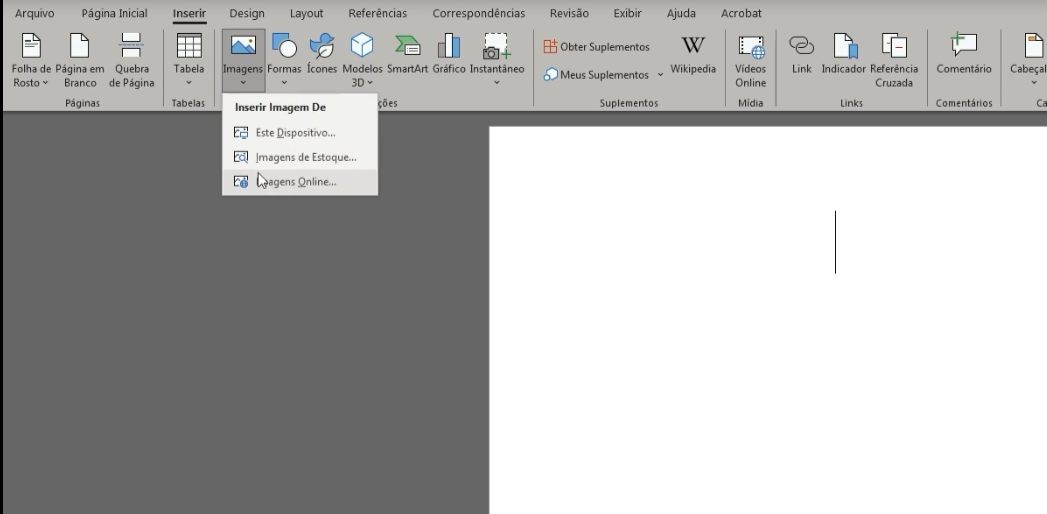 Arquivo Página Inicial Inserir Design Layout Referências Correspondências Revisão Exibir Ajuda Acrobat
Folha de Rosto
Página em Branco
Quebra de Página
Páginas
Tabela
Tabelas
Imagens
Formas
Ícones
Modelos 3D
SmartArt
Gráfico
Instantâneo
ções
Obter Suplementos
Meus Suplementos
W
Wikipedia
Suplementos
Vídeos Online
Mídia
Link
Indicador
Referência Cruzada
Links
Comentário
Comentários
Cabeçal
Ca
Inserir Imagem De
Este Dispositivo...
Imagens de Estoque...
Imagens Online...